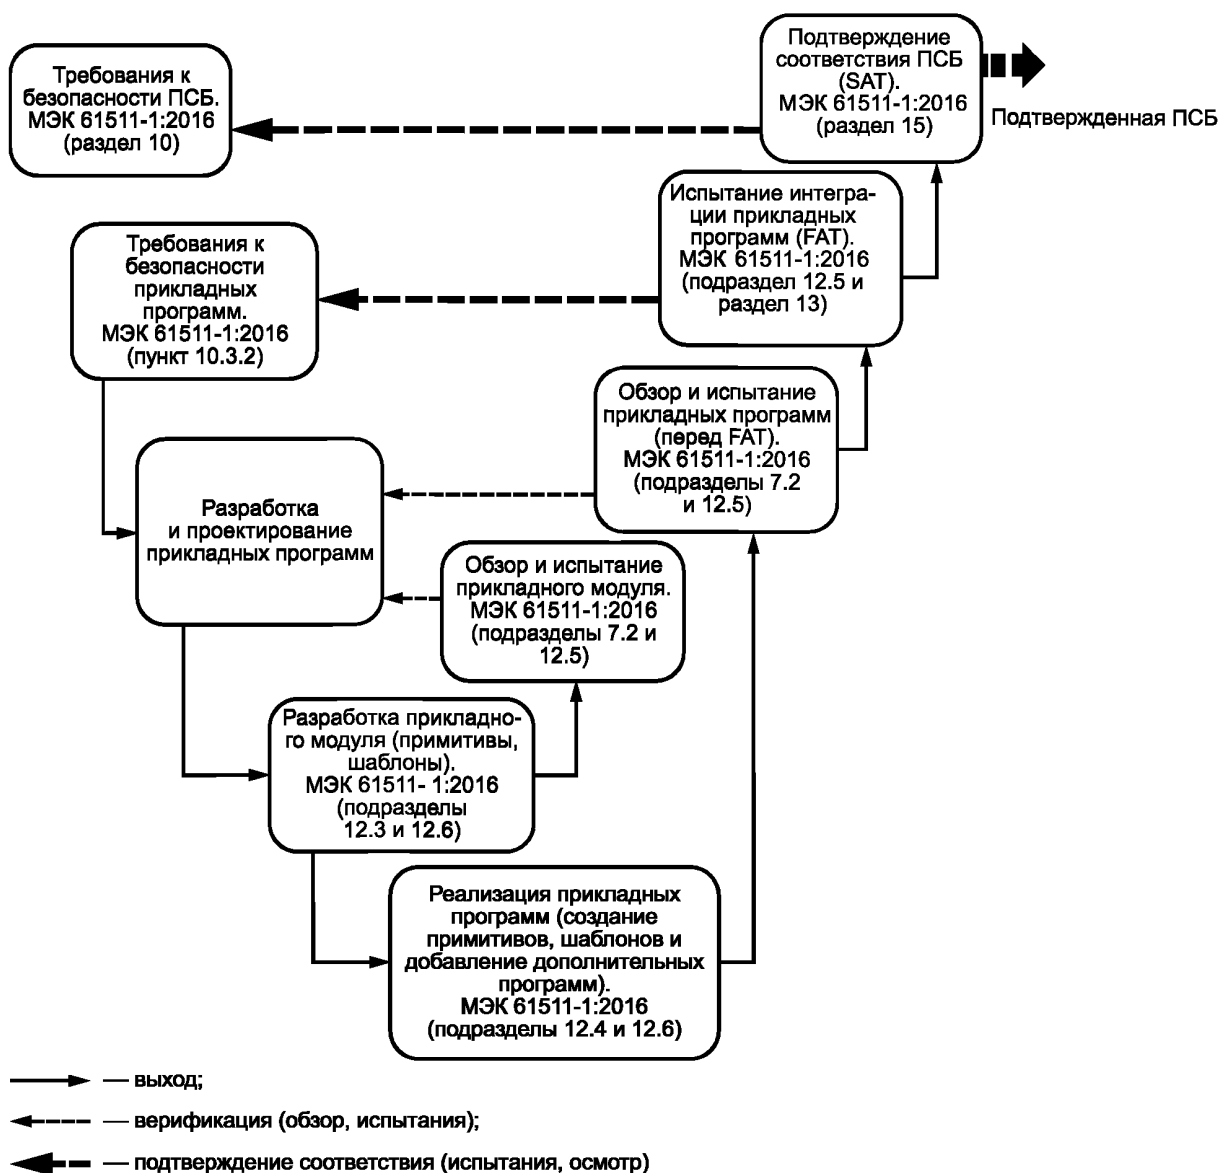 Требования к
безопасности ПСБ.
МЭК 61511-1:2016
(раздел 10)
Подтверждение
соответствия ПСБ
(SAT).
МЭК 61511-1:2016
(раздел 15)
Подтвержденная ПСБ
Испытание интегра-
ции прикладных
программ (FAT).
МЭК 61511-1:2016
(подраздел 12.5 и
раздел 13)
Требования к
безопасности
прикладных
программ.
МЭК 61511-1:2016
(пункт 10.3.2)
Обзор и испытание
прикладных программ
(перед FAT).
МЭК 61511-1:2016
(подразделы 7.2
и 12.5)
Разработка
и проектирование
прикладных программ
Обзор и испытание
прикладного модуля.
МЭК 61511-1:2016
(подразделы 7.2 и
12.5)
Разработка прикладно-
го модуля (примитивы,
шаблоны).
МЭК 61511- 1:2016
(подразделы
12.3 и 12.6)
Реализация прикладных
программ (создание
примитивов, шаблонов и
добавление дополнительных
программ).
МЭК 61511-1:2016
(подразделы 12.4 и 12.6)
— выход;
— верификация (обзор, испытания);
— подтверждение соответствия (испытания, осмотр)